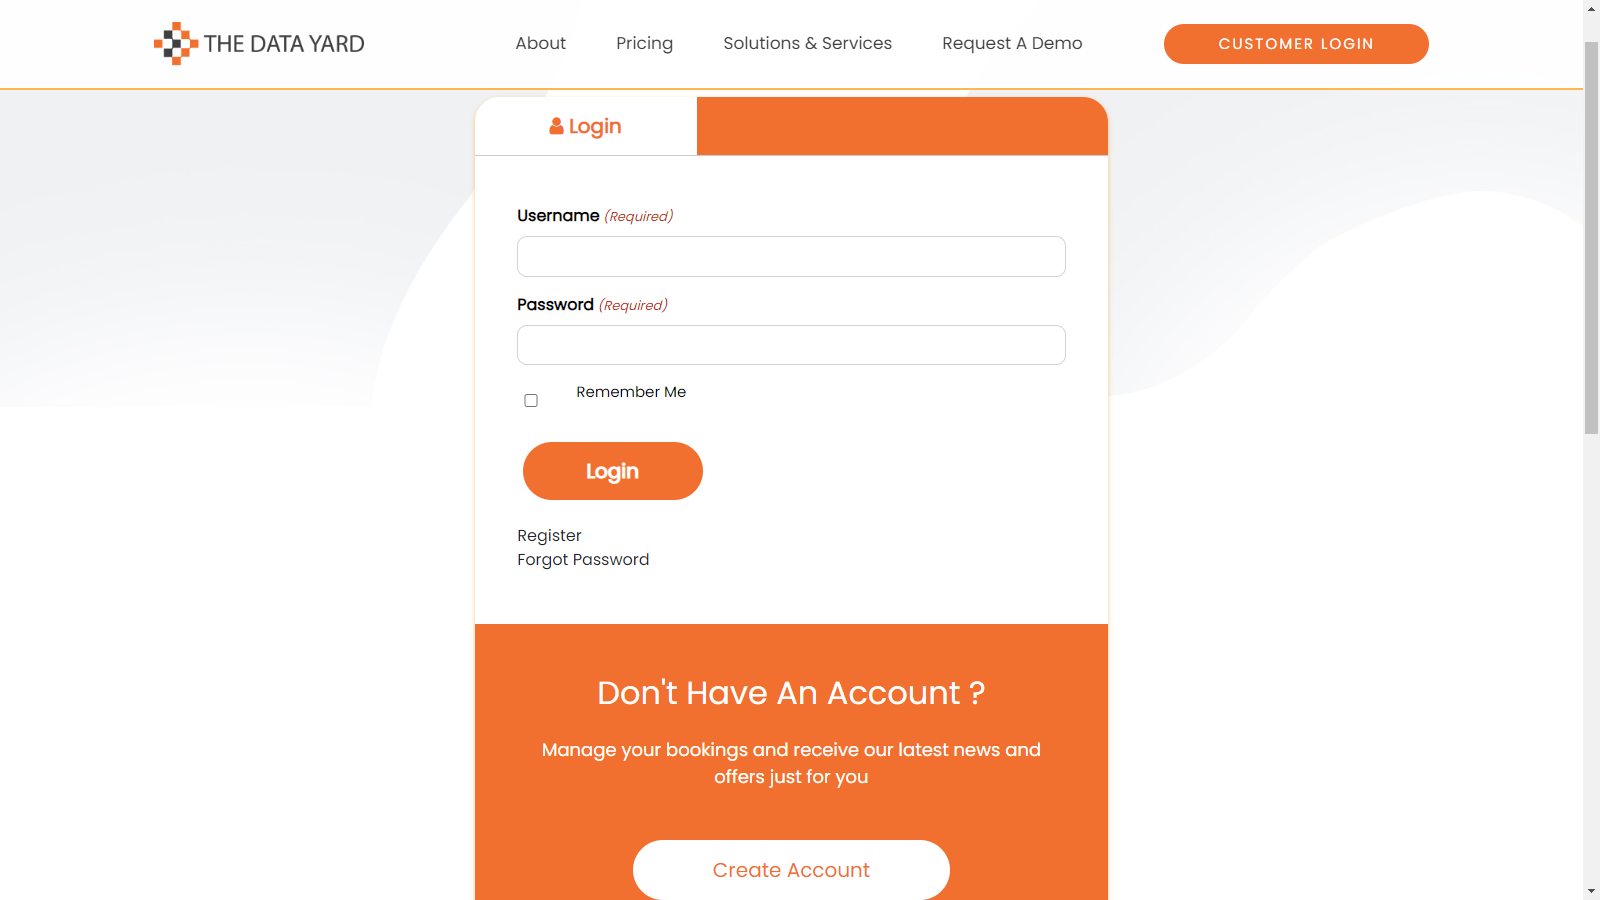 THE DATA YARD
About
Pricing
Solutions & Services
Request A Demo
CUSTOMER LOGIN
Login
Username (Required)
Password (Required)
Remember Me
Login
Register
Forgot Password
Don't Have An Account ?
Manage your bookings and receive our latest news and
offers just for you
Create Account